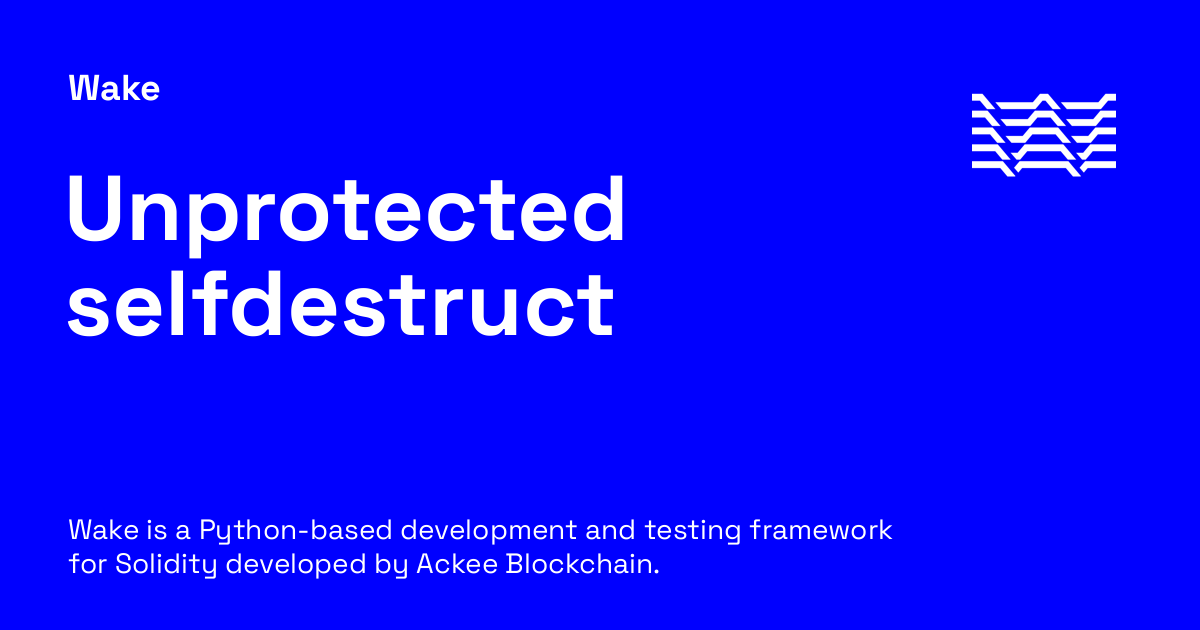 Wake
Unprotected
selfdestruct
Wake is a Python-based development and testing framework
for Solidity developed by Ackee Blockchain.